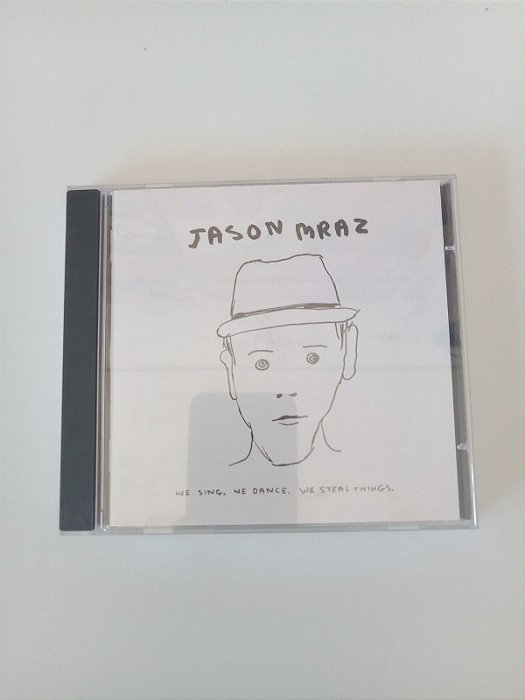 JASON MRAZ
WE SING. WE DANCE. WE STEAL THINGS.